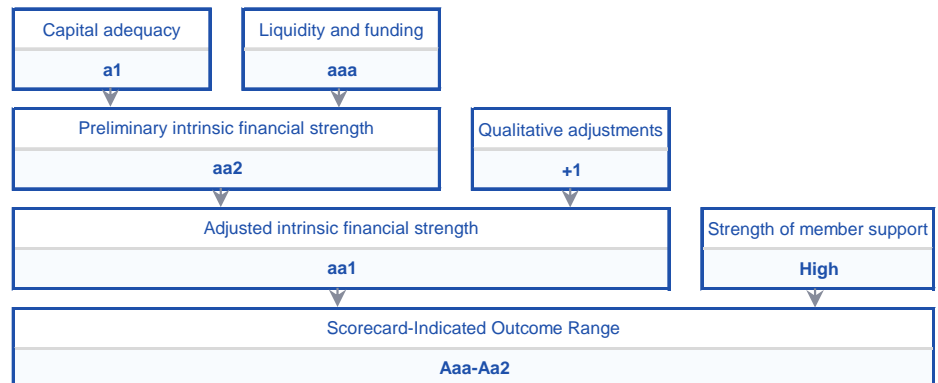 Capital adequacy
a1
Liquidity and funding
aaa
Preliminary intrinsic financial strength
aa2
Qualitative adjustments
+1
Adjusted intrinsic financial strength
aa1
Strength of member support
High
Scorecard-Indicated Outcome Range
Aaa-Aa2